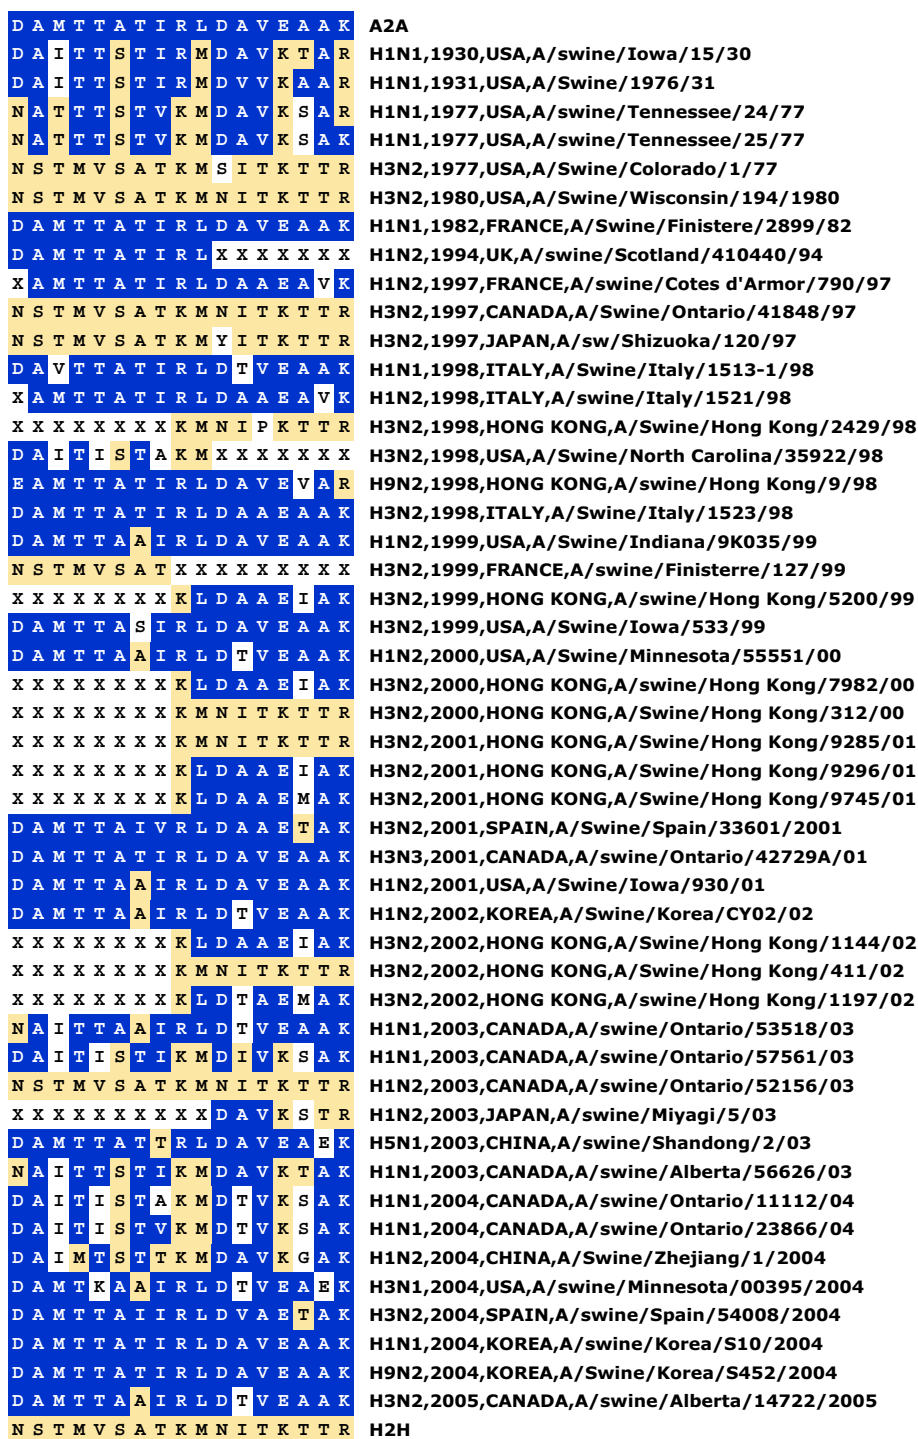 D A M T T A T I R L D A V E A A K A2A
D A I T T S T I R M D A V K T A R H1N1,1930,USA,A/swine/Iowa/15/30
D A I T T S T I R M D V V K A A R H1N1,1931,USA,A/Swine/1976/31
N A T T T S T V K M D A V K S A R H1N1,1977,USA,A/swine/Tennessee/24/77
N A T T T S T V K M D A V K S A K H1N1,1977,USA,A/swine/Tennessee/25/77
N S T M V S A T K M S I T K T T R H3N2,1977,USA,A/Swine/Colorado/1/77
N S T M V S A T K M N I T K T T R H3N2,1980,USA,A/Swine/Wisconsin/194/1980
D A M T T A T I R L D A V E A A K H1N1,1982,FRANCE,A/Swine/Finistere/2899/82
D A M T T A T I R L X X X X X X X H1N2,1994,UK,A/swine/Scotland/410440/94
X A M T T A T I R L D A A E A V K H1N2,1997,FRANCE,A/swine/Cotes d'Armor/790/97
N S T M V S A T K M N I T K T T R H3N2,1997,CANADA,A/Swine/Ontario/41848/97
N S T M V S A T K M Y I T K T T R H3N2,1997,JAPAN,A/sw/Shizuoka/120/97
D A V T T A T I R L D T V E A A K H1N1,1998,ITALY,A/Swine/Italy/1513-1/98
X A M T T A T I R L D A A E A V K H1N2,1998,ITALY,A/swine/Italy/1521/98
X X X X X X X X K M N I P K T T R H3N2,1998,HONG KONG,A/Swine/Hong Kong/2429/98
D A I T I S T A K M X X X X X X X H3N2,1998,USA,A/Swine/North Carolina/35922/98
E A M T T A T I R L D A V E V A R H9N2,1998,HONG KONG,A/swine/Hong Kong/9/98
D A M T T A T I R L D A A E A A K H3N2,1998,ITALY,A/Swine/Italy/1523/98
D A M T T A A I R L D A V E A A K H1N2,1999,USA,A/Swine/Indiana/9K035/99
N S T M V S A T X X X X X X X X X H3N2,1999,FRANCE,A/swine/Finisterre/127/99
X X X X X X X X K L D A A E I A K H3N2,1999,HONG KONG,A/swine/Hong Kong/5200/99
D A M T T A S I R L D A V E A A K H3N2,1999,USA,A/Swine/Iowa/533/99
D A M T T A A I R L D T V E A A K H1N2,2000,USA,A/Swine/Minnesota/55551/00
X X X X X X X X K L D A A E I A K H3N2,2000,HONG KONG,A/swine/Hong Kong/7982/00
X X X X X X X X K M N I T K T T R H3N2,2000,HONG KONG,A/Swine/Hong Kong/312/00
X X X X X X X X K M N I T K T T R H3N2,2001,HONG KONG,A/Swine/Hong Kong/9285/01
X X X X X X X X K L D A A E I A K H3N2,2001,HONG KONG,A/Swine/Hong Kong/9296/01
X X X X X X X X K L D A A E M A K H3N2,2001,HONG KONG,A/Swine/Hong Kong/9745/01
D A M T T A I V R L D A A E T A K H3N2,2001,SPAIN,A/Swine/Spain/33601/2001
D A M T T A T I R L D A V E A A K H3N3,2001,CANADA,A/swine/Ontario/42729A/01
D A M T T A A I R L D A V E A A K H1N2,2001,USA,A/Swine/Iowa/930/01
D A M T T A A I R L D T V E A A K H1N2,2002,KOREA,A/Swine/Korea/CY02/02
X X X X X X X X K L D A A E I A K H3N2,2002,HONG KONG,A/Swine/Hong Kong/1144/02
X X X X X X X X K M N I T K T T R H3N2,2002,HONG KONG,A/Swine/Hong Kong/411/02
X X X X X X X X K L D T A E M A K H3N2,2002,HONG KONG,A/swine/Hong Kong/1197/02
N A I T T A A I R L D T V E A A K H1N1,2003,CANADA,A/swine/Ontario/53518/03
D A I T I S T I K M D I V K S A K H1N1,2003,CANADA,A/swine/Ontario/57561/03
N S T M V S A T K M N I T K T T R H1N2,2003,CANADA,A/swine/Ontario/52156/03
X X X X X X X X X X D A V K S T R H1N2,2003,JAPAN,A/swine/Miyagi/5/03
D A M T T A T T R L D A V E A E K H5N1,2003,CHINA,A/swine/Shandong/2/03
N A I T T S T I K M D A V K T A K H1N1,2003,CANADA,A/swine/Alberta/56626/03
D A I T I S T A K M D T V K S A K H1N1,2004,CANADA,A/swine/Ontario/11112/04
D A I T I S T V K M D T V K S A K H1N1,2004,CANADA,A/swine/Ontario/23866/04
D A I M T S T T K M D A V K G A K H1N2,2004,CHINA,A/Swine/Zhejiang/1/2004
D A M T K A A I R L D T V E A E K H3N1,2004,USA,A/swine/Minnesota/00395/2004
D A M T T A I I R L D V A E T A K H3N2,2004,SPAIN,A/swine/Spain/54008/2004
D A M T T A T I R L D A V E A A K H1N1,2004,KOREA,A/swine/Korea/S10/2004
D A M T T A T I R L D A V E A A K H9N2,2004,KOREA,A/Swine/Korea/S452/2004
D A M T T A A I R L D T V E A A K H3N2,2005,CANADA,A/swine/Alberta/14722/2005
N S T M V S A T K M N I T K T T R H2H